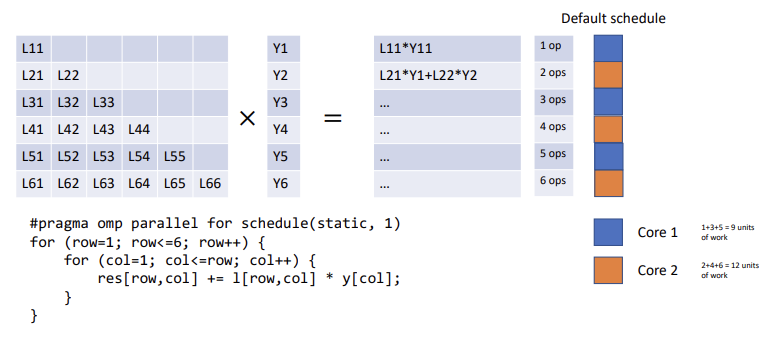 Default schedule
L11 Y1 L11*Y11 1 op
L21 L22 Y2 L21*Y1+L22*Y2 2 ops
L31 L32 L33 Y3 ... 3 ops
× =
L41 L42 L43 L44 Y4 ... 4 ops
L51 L52 L53 L54 L55 Y5 ... 5 ops
L61 L62 L63 L64 L65 L66 Y6 ... 6 ops
#pragma omp parallel for schedule(static, 1)
for (row=1; row<=6; row++) {
    for (col=1; col<=row; col++) {
        res[row,col] += l[row,col] * y[col];
    }
}
Core 1
1+3+5 = 9 units
of work
Core 2
2+4+6 = 12 units
of work